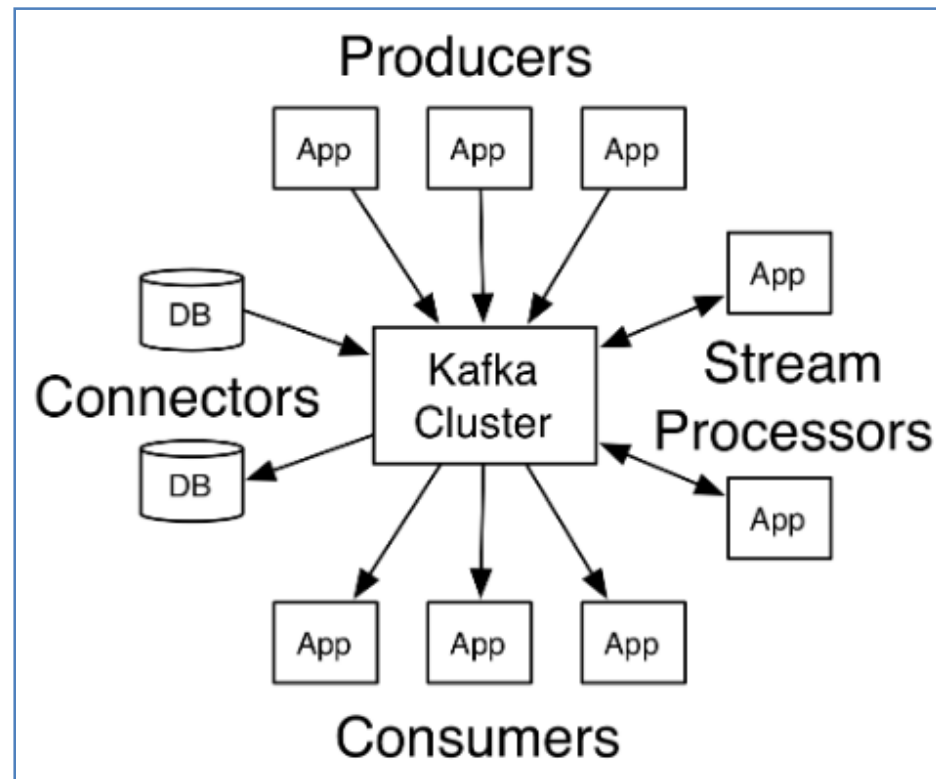 Producers
App
App
App
DB
App
Kafka
Cluster
Stream
Processors
Connectors
DB
App
App
App
App
Consumers